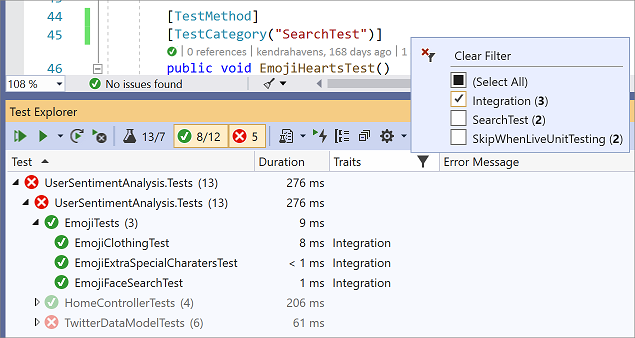 44 [TestMethod]
45 [TestCategory("SearchTest")]
0 references | kendrahavens, 168 days ago | 1
46 public void EmojiHeartsTest()
108 % No issues found
Clear Filter
(Select All)
Integration (3)
SearchTest (2)
SkipWhenLiveUnitTesting (2)
Test Explorer
13/7 8/12 5
Test Duration Traits Error Message
UserSentimentAnalysis.Tests (13) 276 ms
UserSentimentAnalysis.Tests (13) 276 ms
EmojiTests (3) 9 ms
EmojiClothingTest 8 ms Integration
EmojiExtraSpecialCharatersTest < 1 ms Integration
EmojiFaceSearchTest 1 ms Integration
HomeControllerTests (4) 206 ms
TwitterDataModelTests (6) 61 ms